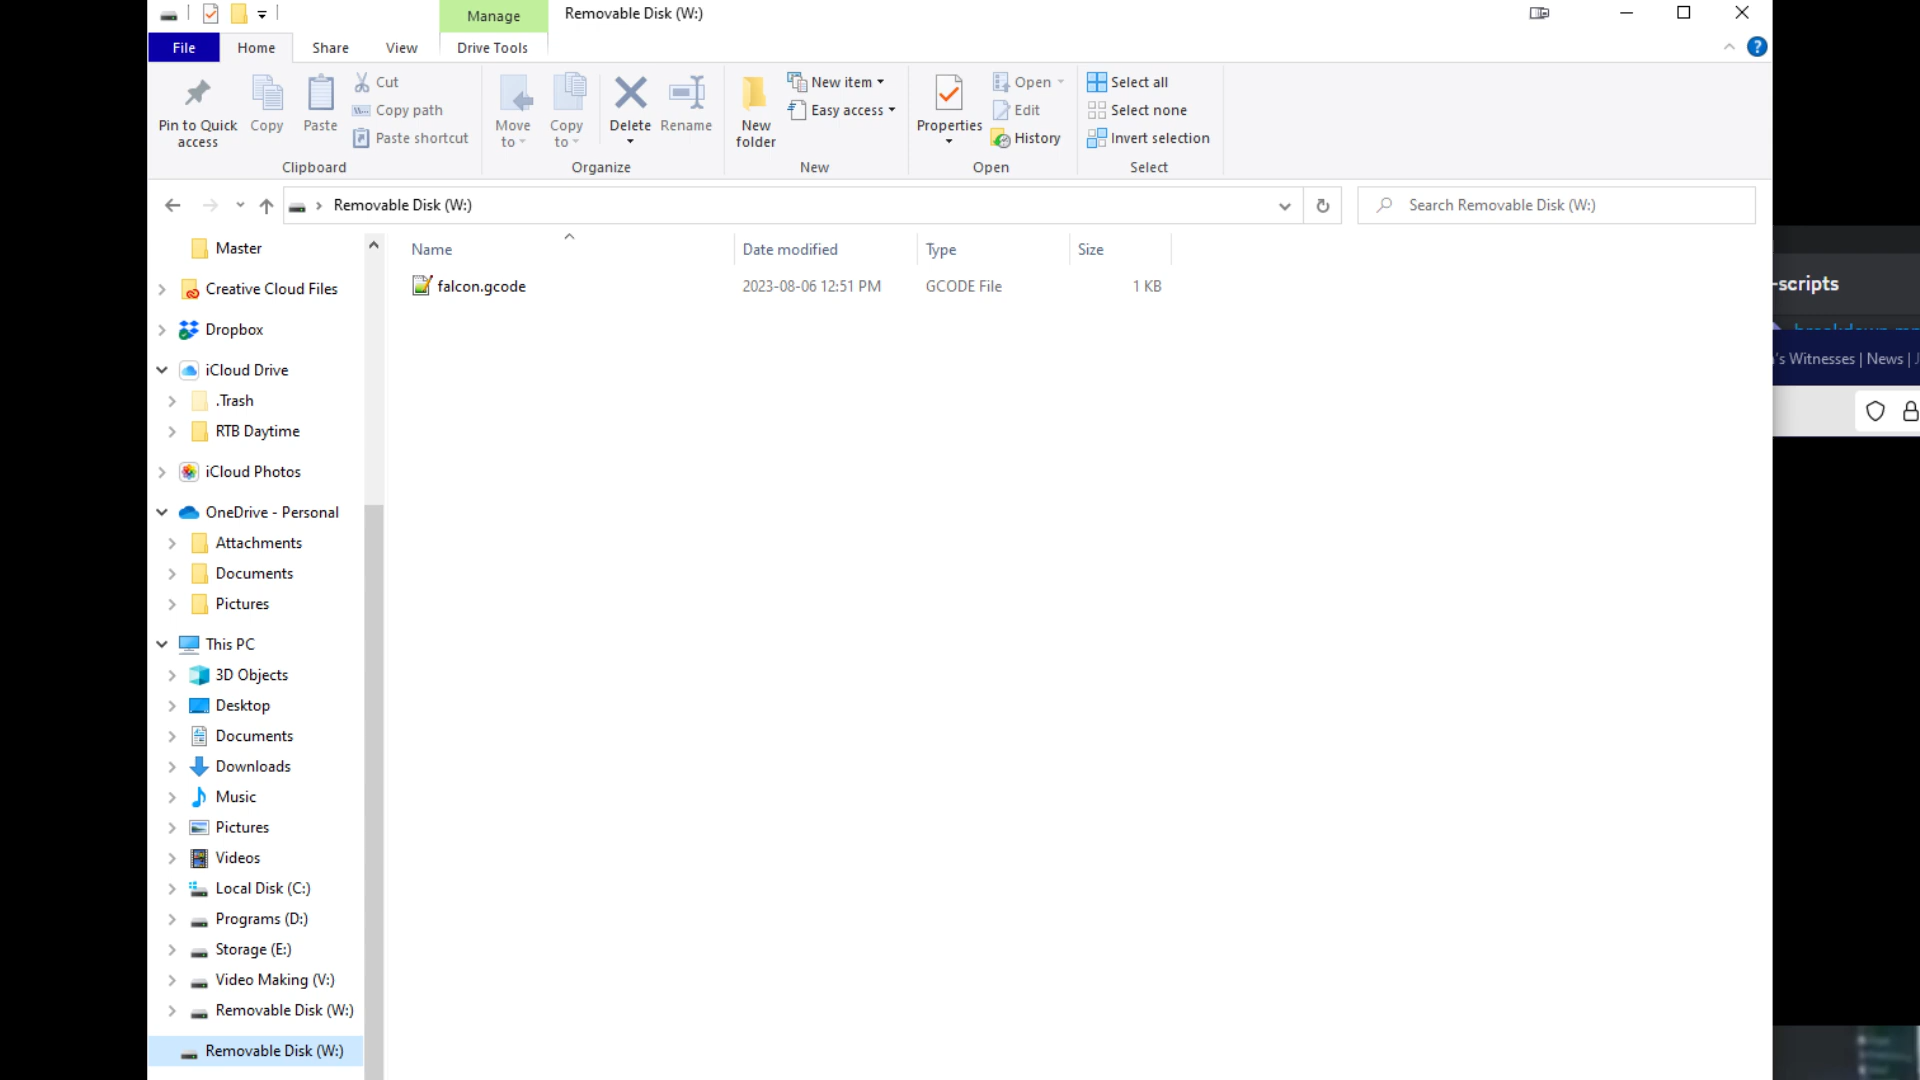 Manage
Removable Disk (W:)
File
Home
Share
View
Drive Tools
?
Pin to Quick access
Copy
Paste
Cut
Copy path
Paste shortcut
Clipboard
Move to
Copy to
Delete
Rename
Organize
New folder
New item
Easy access
New
Properties
Open
Edit
History
Open
Select all
Select none
Invert selection
Select
Removable Disk (W:)
Search Removable Disk (W:)
Name
Date modified
Type
Size
falcon.gcode
2023-08-06 12:51 PM
GCODE File
1 KB
Master
Creative Cloud Files
Dropbox
iCloud Drive
.Trash
RTB Daytime
iCloud Photos
OneDrive - Personal
Attachments
Documents
Pictures
This PC
3D Objects
Desktop
Documents
Downloads
Music
Pictures
Videos
Local Disk (C:)
Programs (D:)
Storage (E:)
Video Making (V:)
Removable Disk (W:)
Removable Disk (W:)
-scripts
's Witnesses | News |